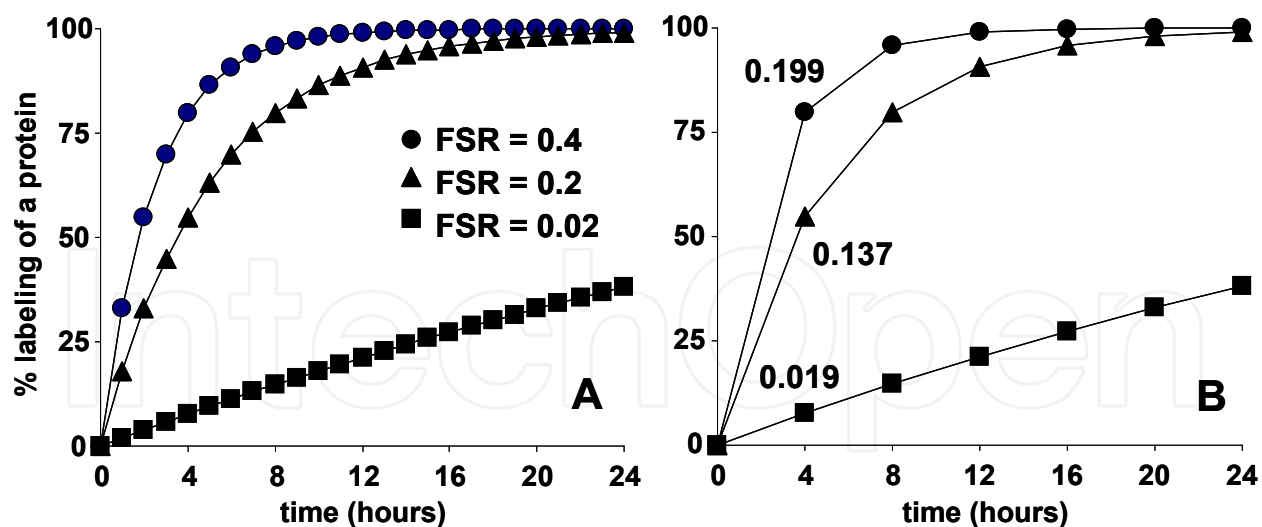 % labeling of a protein
100
75
50
25
0
FSR = 0.4
FSR = 0.2
FSR = 0.02
A
0 4 8 12 16 20 24
time (hours)
100
75
50
25
0
0.199
0.137
0.019
B
0 4 8 12 16 20 24
time (hours)
IntechOpen